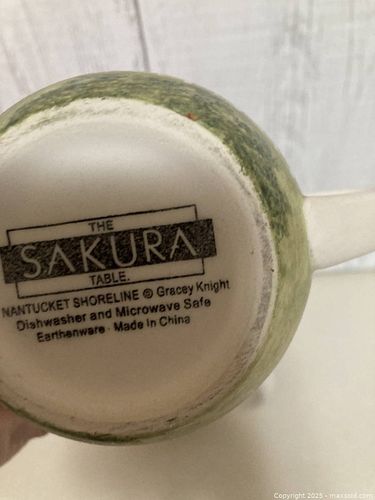 THE
SAKURA
TABLE.
NANTUCKET SHORELINE © Gracey Knight
Dishwasher and Microwave Safe
Earthenware · Made In China
Copyright 2025 - maxsold.com